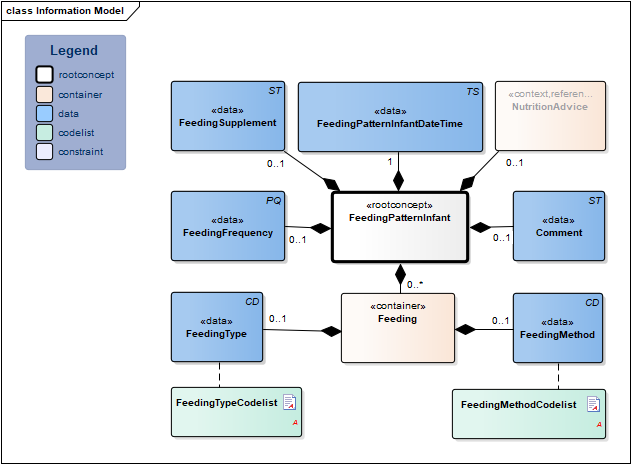 class Information Model
Legend
rootconcept
container
data
codelist
constraint
ST
«data»
FeedingSupplement
TS
«data»
FeedingPatternInfantDateTime
«context,referen...
NutritionAdvice
0..1
1
0..1
PQ
«data»
FeedingFrequency
0..1
«rootconcept»
FeedingPatternInfant
ST
«data»
Comment
0..1
0..*
CD
«data»
FeedingType
0..1
«container»
Feeding
CD
«data»
FeedingMethod
0..1
FeedingTypeCodelist
A
FeedingMethodCodelist
A